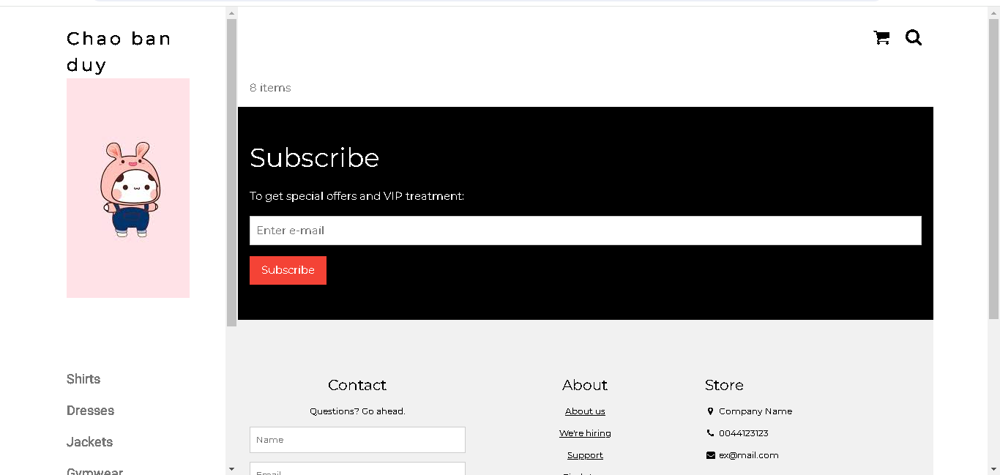 Chao ban
duy
Shirts
Dresses
Jackets
Gymwear
8 items
Subscribe
To get special offers and VIP treatment:
Enter e-mail
Subscribe
Contact
Questions? Go ahead.
Name
Email
About
About us
We're hiring
Support
Store
Company Name
0044123123
ex@mail.com